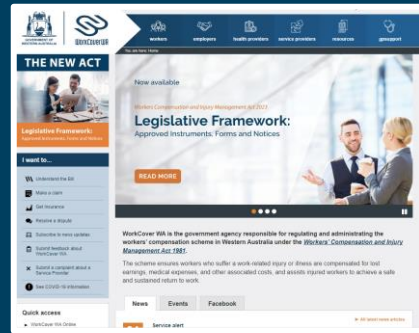 GOVERNMENT OF
WESTERN AUSTRALIA
WorkCover WA
workers
employers
health providers
service providers
resources
gpsupport
You are here: Home
THE NEW ACT
Legislative Framework:
Approved Instruments, Forms and Notices
Now available
Workers Compensation and Injury Management Act 2023
Legislative Framework:
Approved Instruments, Forms and Notices
READ MORE
I want to...
Understand the Bill
Make a claim
Get insurance
Resolve a dispute
Subscribe to news updates
Submit feedback about
WorkCover WA
Submit a complaint about a
Service Provider
See COVID-19 information
Quick access
WorkCover WA Online
WorkCover WA is the government agency responsible for regulating and administering the
workers' compensation scheme in Western Australia under the Workers' Compensation and Injury
Management Act 1981.
The scheme ensures workers who suffer a work-related injury or illness are compensated for lost
earnings, medical expenses, and other associated costs, and assists injured workers to achieve a safe
and sustained return to work.
News
Events
Facebook
All latest news articles
Service alert